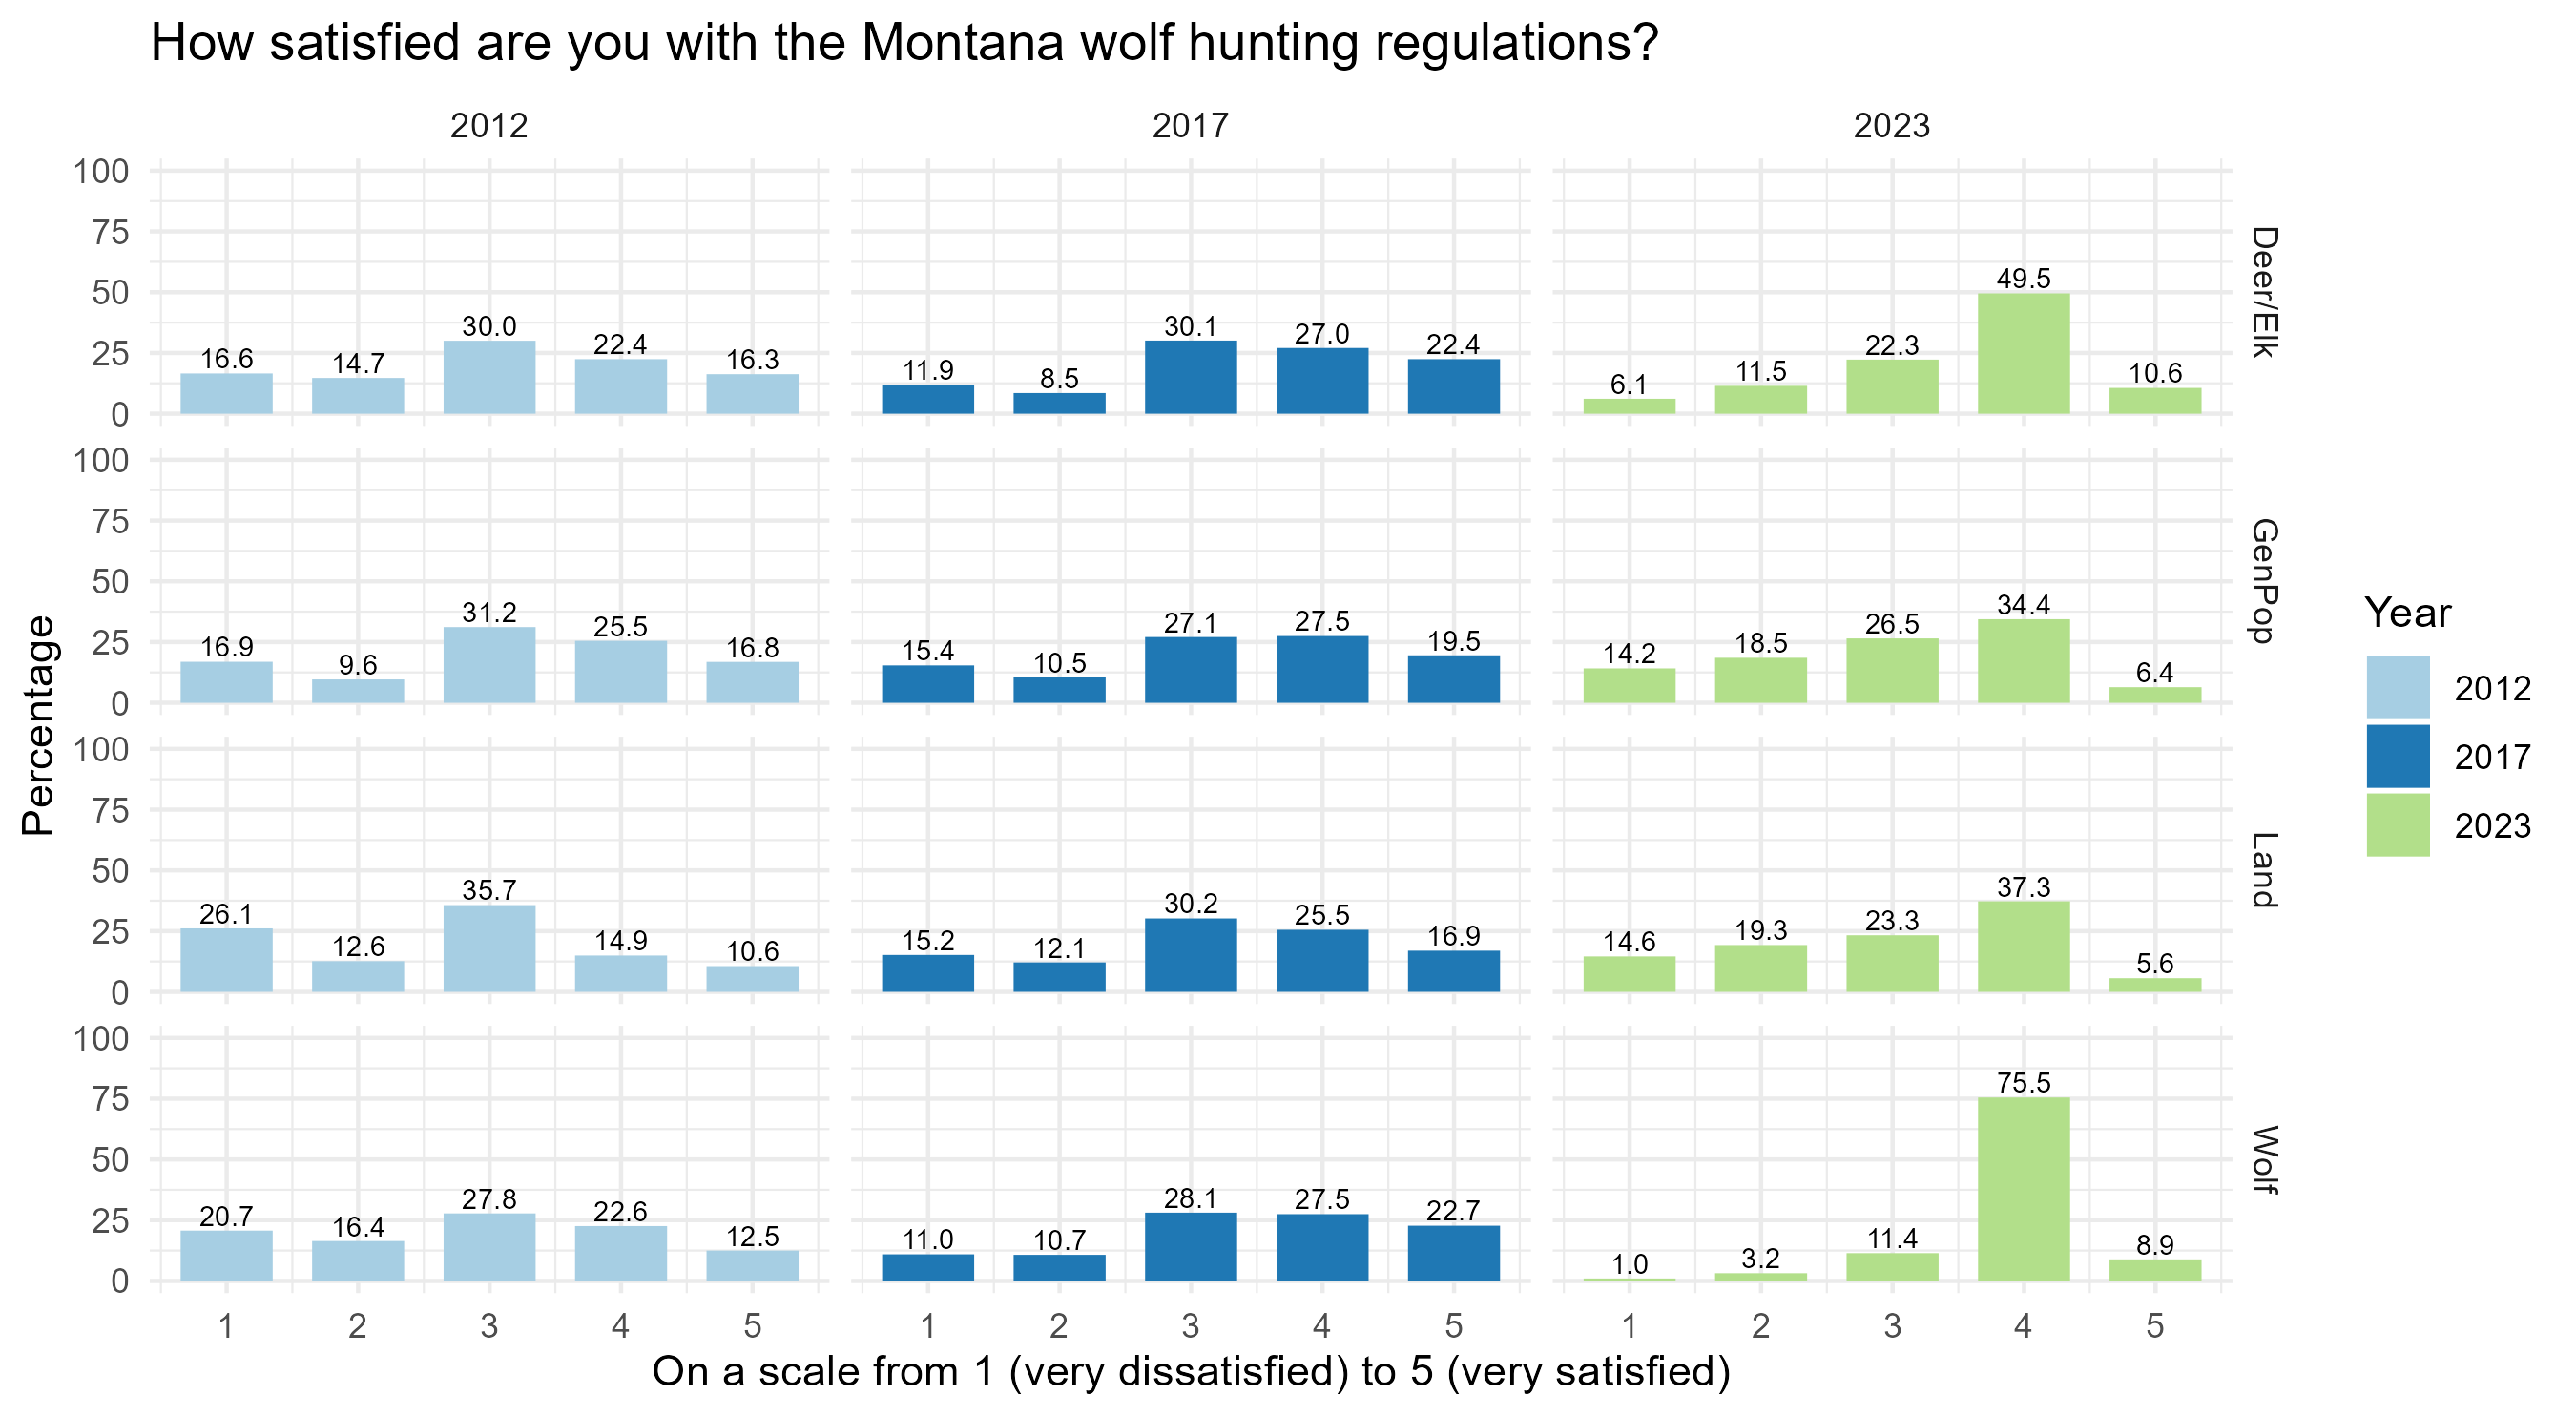 How satisfied are you with the Montana wolf hunting regulations?
2012 2017 2023
100
75
50
25
0
16.6 14.7 30.0 22.4 16.3
11.9 8.5 30.1 27.0 22.4
6.1 11.5 22.3 49.5 10.6
Deer/Elk
100
75
50
25
0
16.9 9.6 31.2 25.5 16.8
15.4 10.5 27.1 27.5 19.5
14.2 18.5 26.5 34.4 6.4
GenPop
100
75
50
25
0
26.1 12.6 35.7 14.9 10.6
15.2 12.1 30.2 25.5 16.9
14.6 19.3 23.3 37.3 5.6
Land
100
75
50
25
0
20.7 16.4 27.8 22.6 12.5
11.0 10.7 28.1 27.5 22.7
1.0 3.2 11.4 75.5 8.9
Wolf
1 2 3 4 5 1 2 3 4 5 1 2 3 4 5
On a scale from 1 (very dissatisfied) to 5 (very satisfied)
Percentage
Year
2012
2017
2023